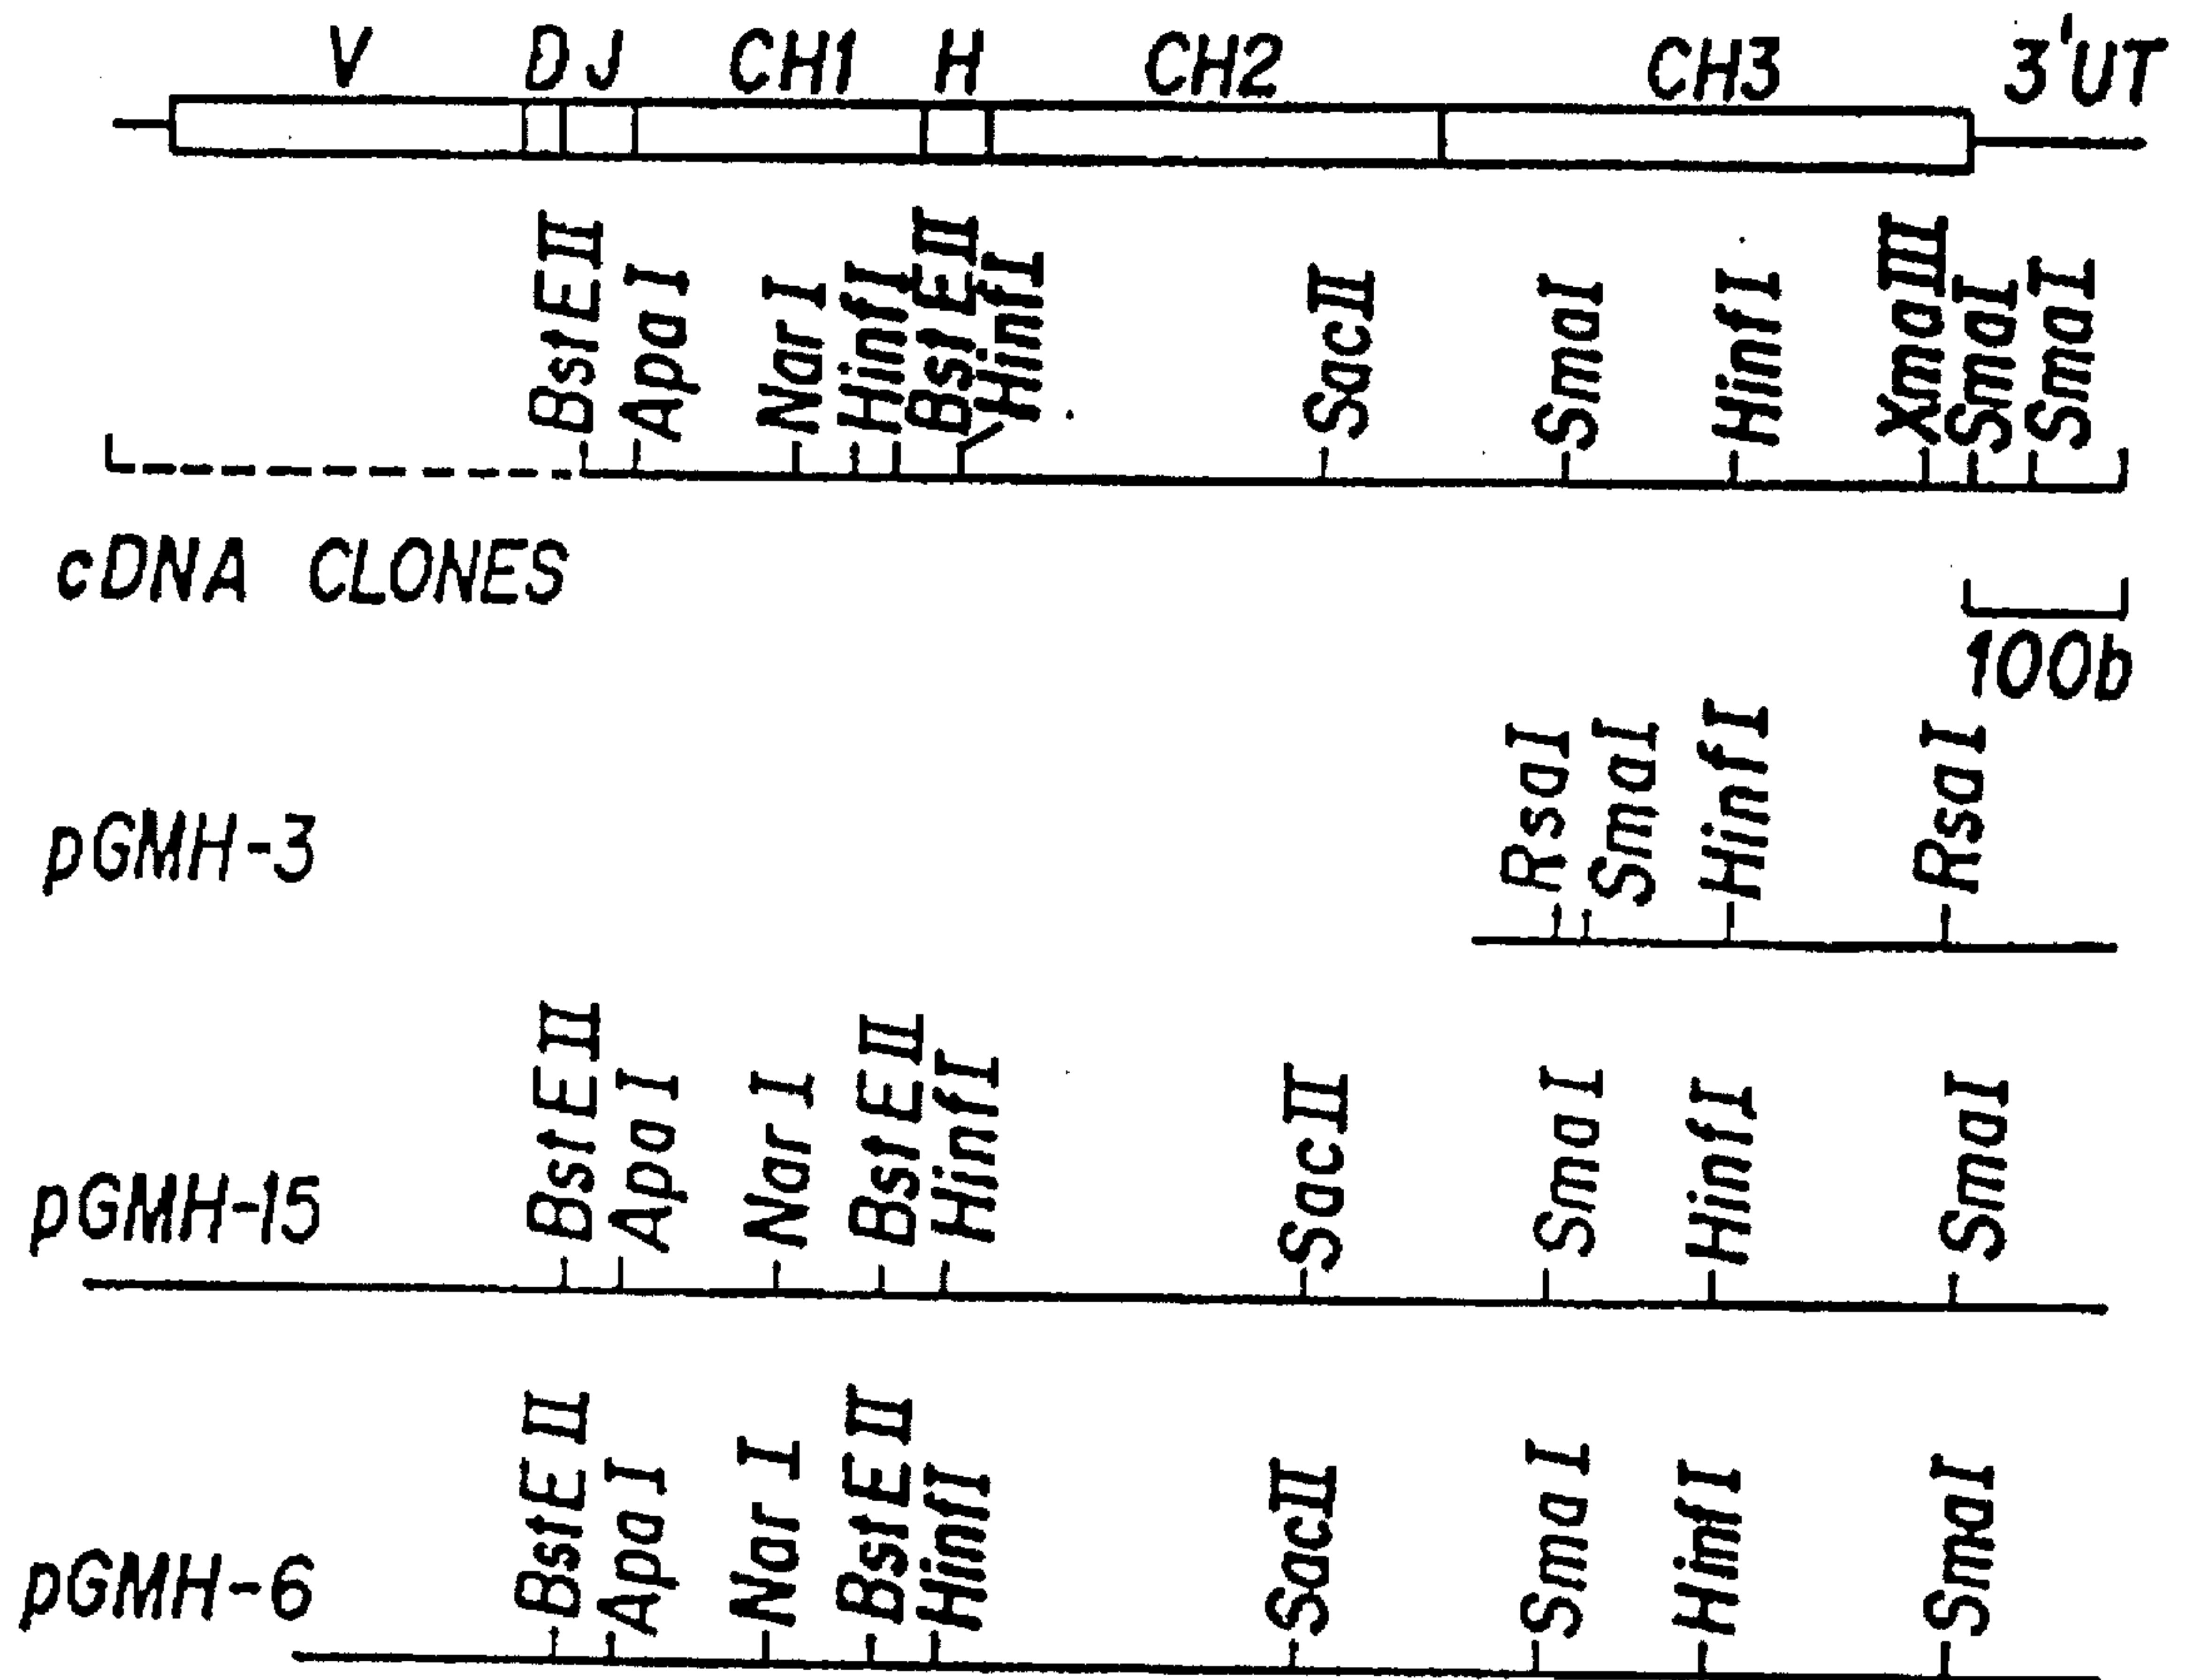 V D J CH1 H CH2 CH3 3'UT
BstEII ApaI NarI HinfI BstEII HinfI SacII SmaI HinfI XmaIII SmaI SmaI
cDNA CLONES
100b
RsaI SmaI HinfI RsaI
pGMH-3
BstEII ApaI NarI BstEII HinfI SacII SmaI HinfI SmaI
pGMH-15
BstEII ApaI NarI BstEII HinfI SacII SmaI HinfI SmaI
pGMH-6